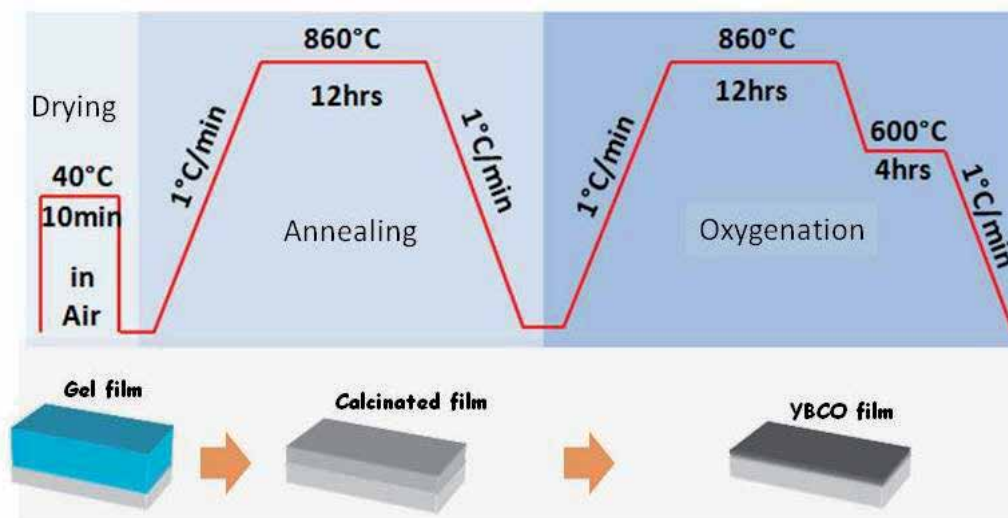 Drying
40°C
10min
in
Air
1°C/min
860°C
12hrs
1°C/min
Annealing
1°C/min
860°C
12hrs
600°C
4hrs
1°C/min
Oxygenation
Gel film
Calcinated film
YBCO film